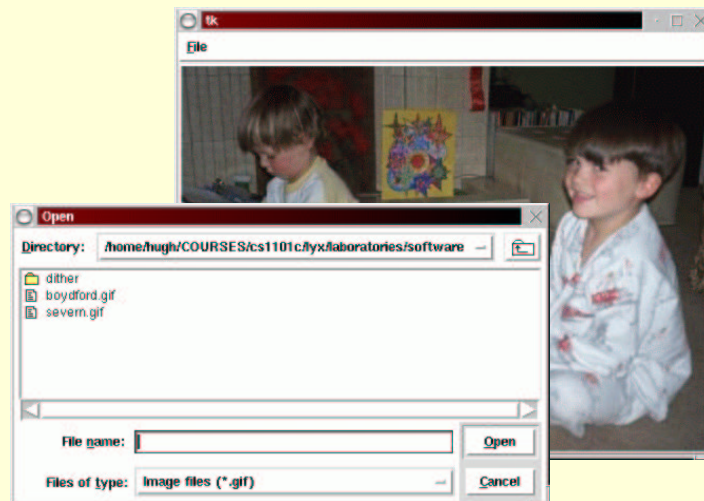 tk
File
Open
Directory: /home/hugh/COURSES/cs1101c/lyx/laboratories/software
dither
boydford.gif
severn.gif
File name:
Open
Files of type: Image files (*.gif)
Cancel